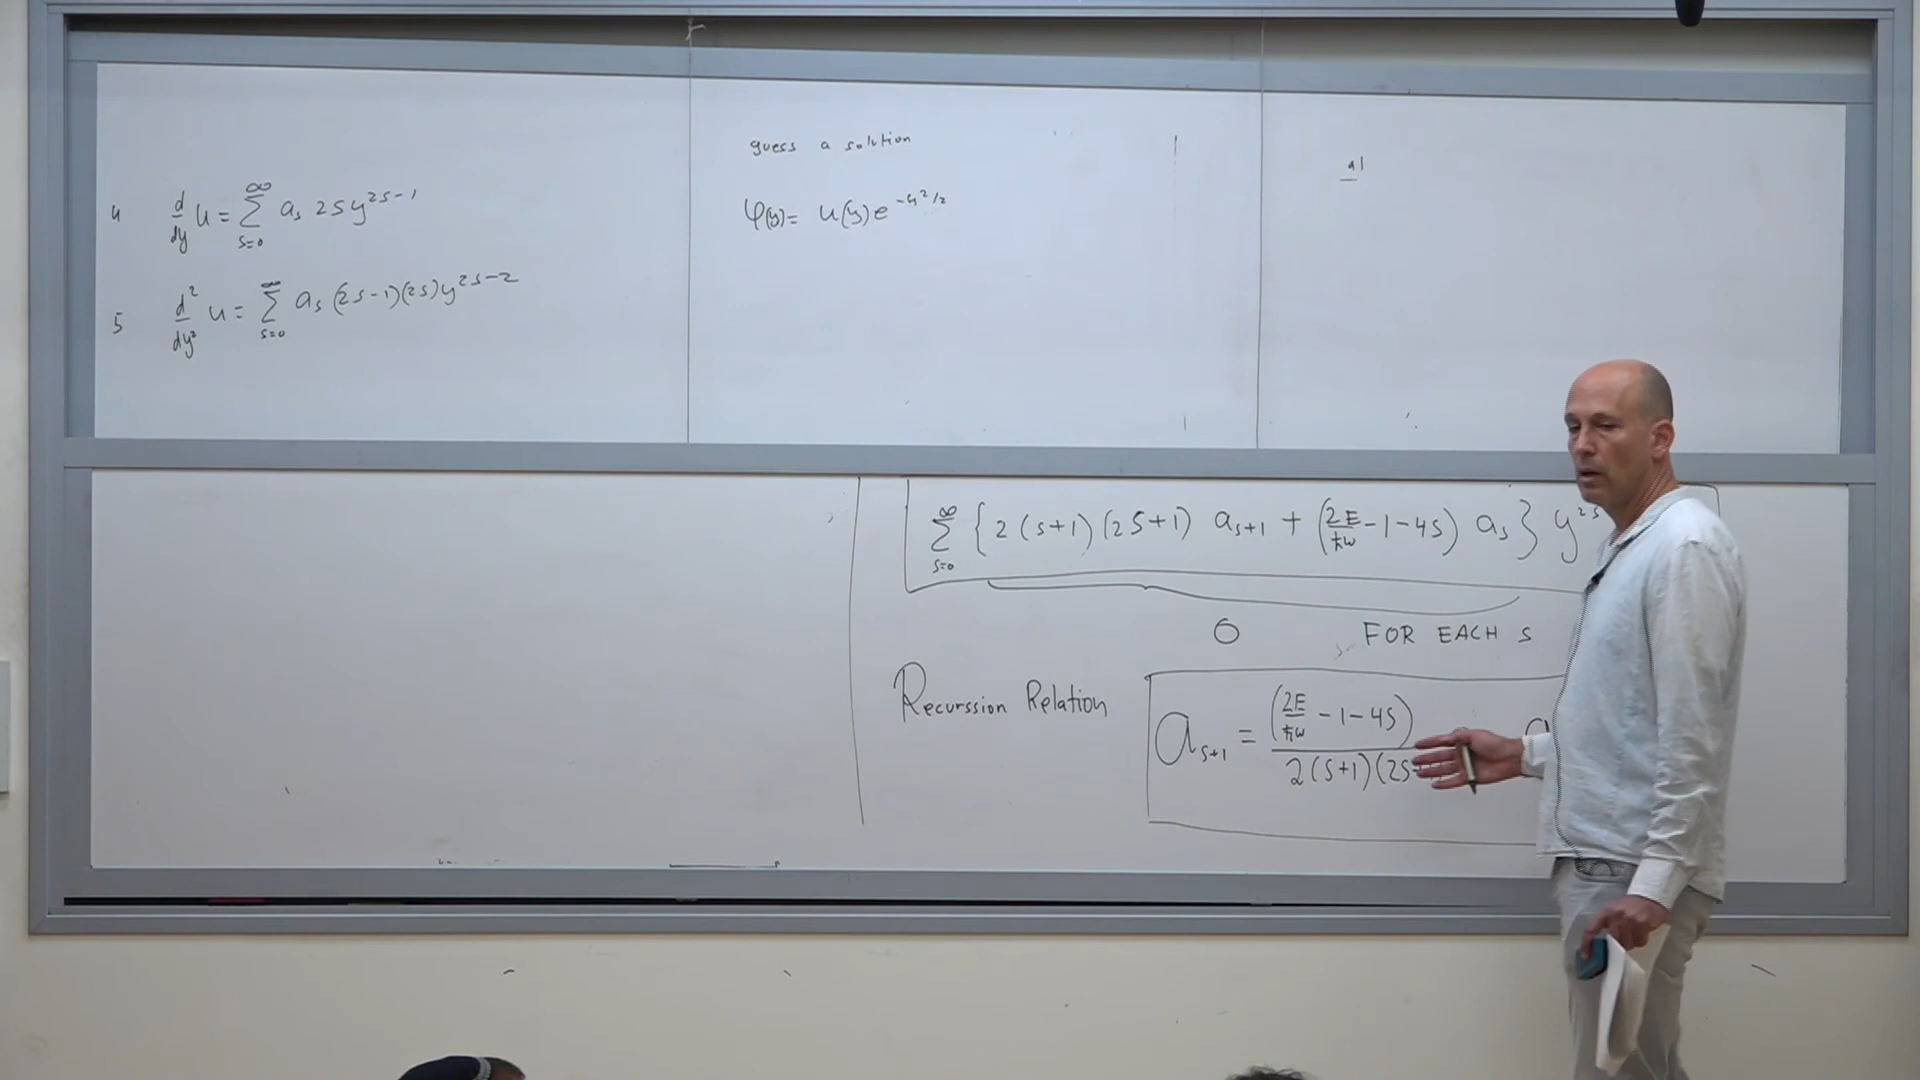 4 d/dy u = ∑_{s=0}^{∞} a_s 2s y^{2s-1}
5 d²/dy² u = ∑_{s=0}^{∞} a_s (2s-1)(2s) y^{2s-2}
guess a solution
φ(y) = u(y) e^{-y²/2}
∑_{s=0}^{∞} { 2(s+1)(2s+1) a_{s+1} + (2E/ħω - 1 - 4s) a_s } y^{2s}
0 FOR EACH s
Recurssion Relation
a_{s+1} = (2E/ħω - 1 - 4s) / 2(s+1)(2s